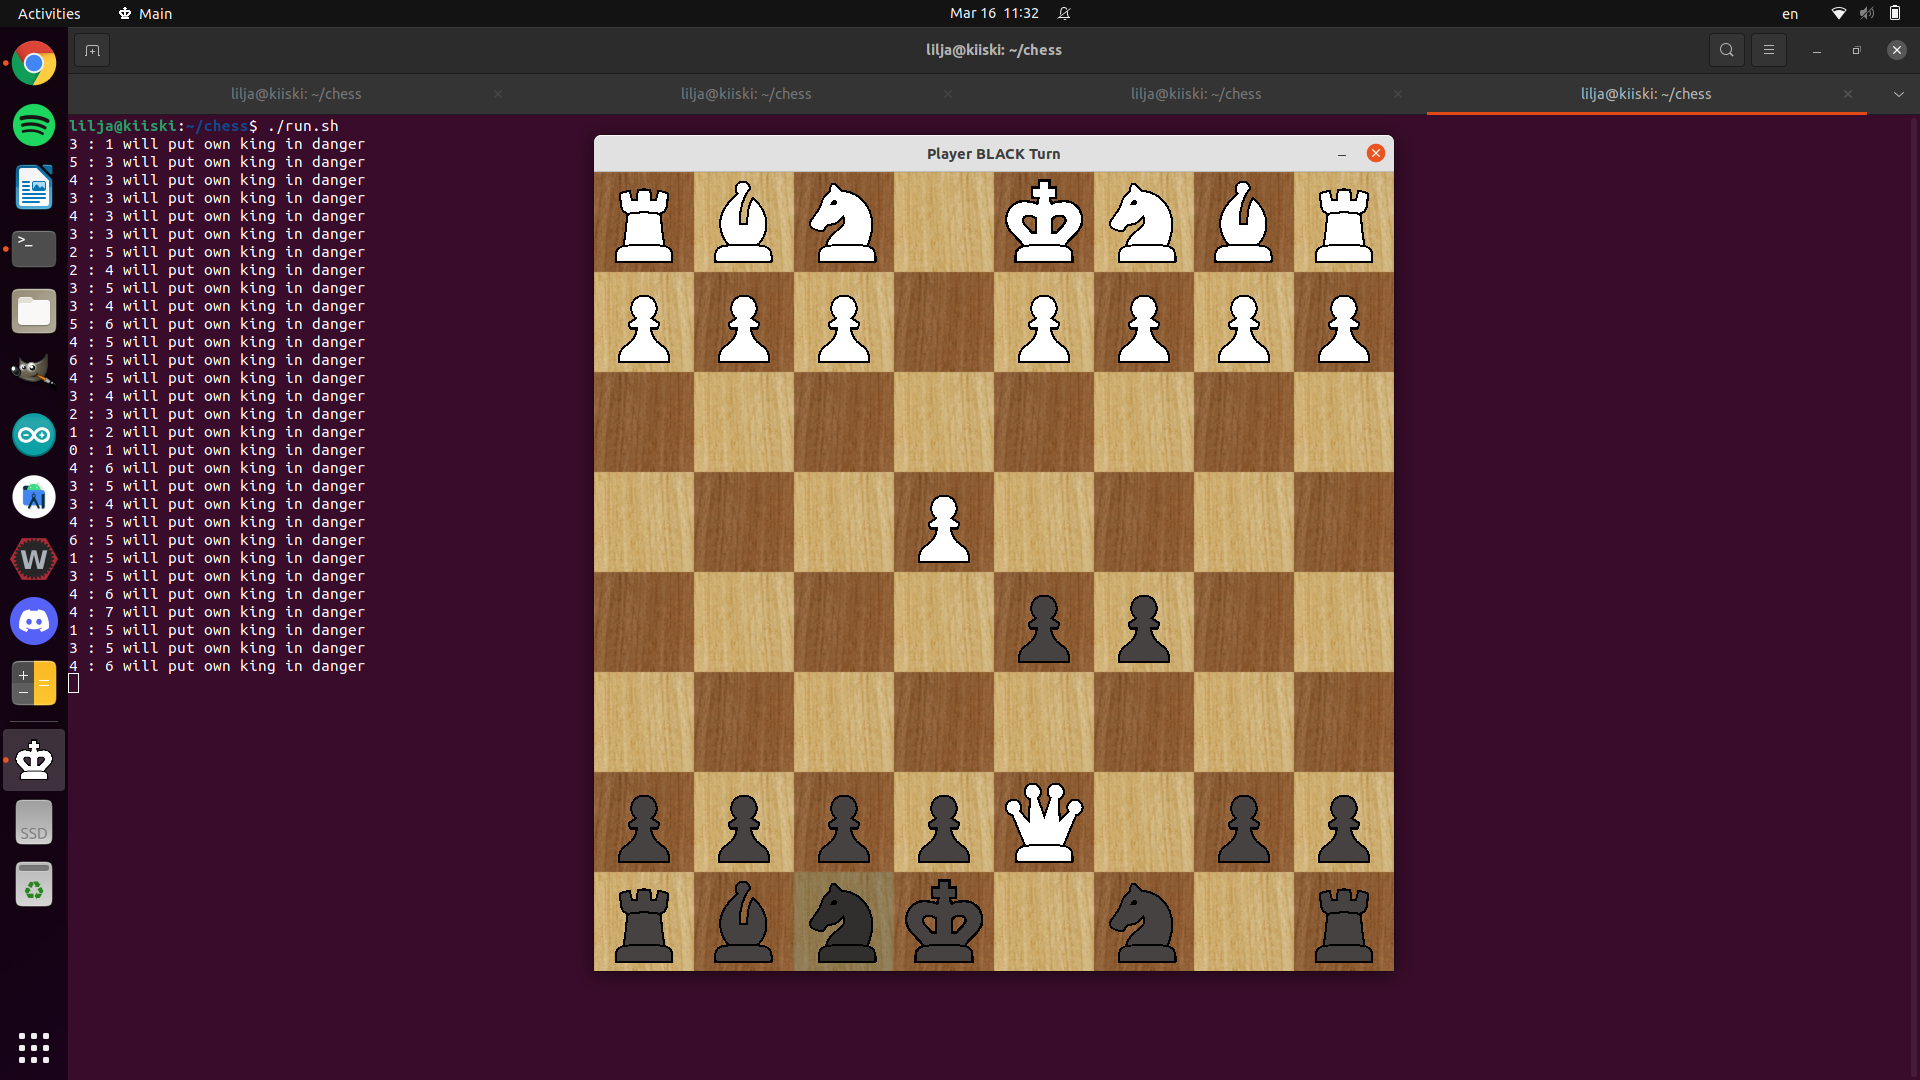 Activities Main Mar 16 11:32 en
lilja@kiiski: ~/chess
lilja@kiiski: ~/chess lilja@kiiski: ~/chess lilja@kiiski: ~/chess lilja@kiiski: ~/chess
lilja@kiiski:~/chess$ ./run.sh
3 : 1 will put own king in danger
5 : 3 will put own king in danger
4 : 3 will put own king in danger
3 : 3 will put own king in danger
4 : 3 will put own king in danger
3 : 3 will put own king in danger
2 : 5 will put own king in danger
2 : 4 will put own king in danger
3 : 5 will put own king in danger
3 : 4 will put own king in danger
5 : 6 will put own king in danger
4 : 5 will put own king in danger
6 : 5 will put own king in danger
4 : 5 will put own king in danger
3 : 4 will put own king in danger
2 : 3 will put own king in danger
1 : 2 will put own king in danger
0 : 1 will put own king in danger
4 : 6 will put own king in danger
3 : 5 will put own king in danger
3 : 4 will put own king in danger
4 : 5 will put own king in danger
6 : 5 will put own king in danger
1 : 5 will put own king in danger
3 : 5 will put own king in danger
4 : 6 will put own king in danger
4 : 7 will put own king in danger
1 : 5 will put own king in danger
3 : 5 will put own king in danger
4 : 6 will put own king in danger
Player BLACK Turn
W
SSD